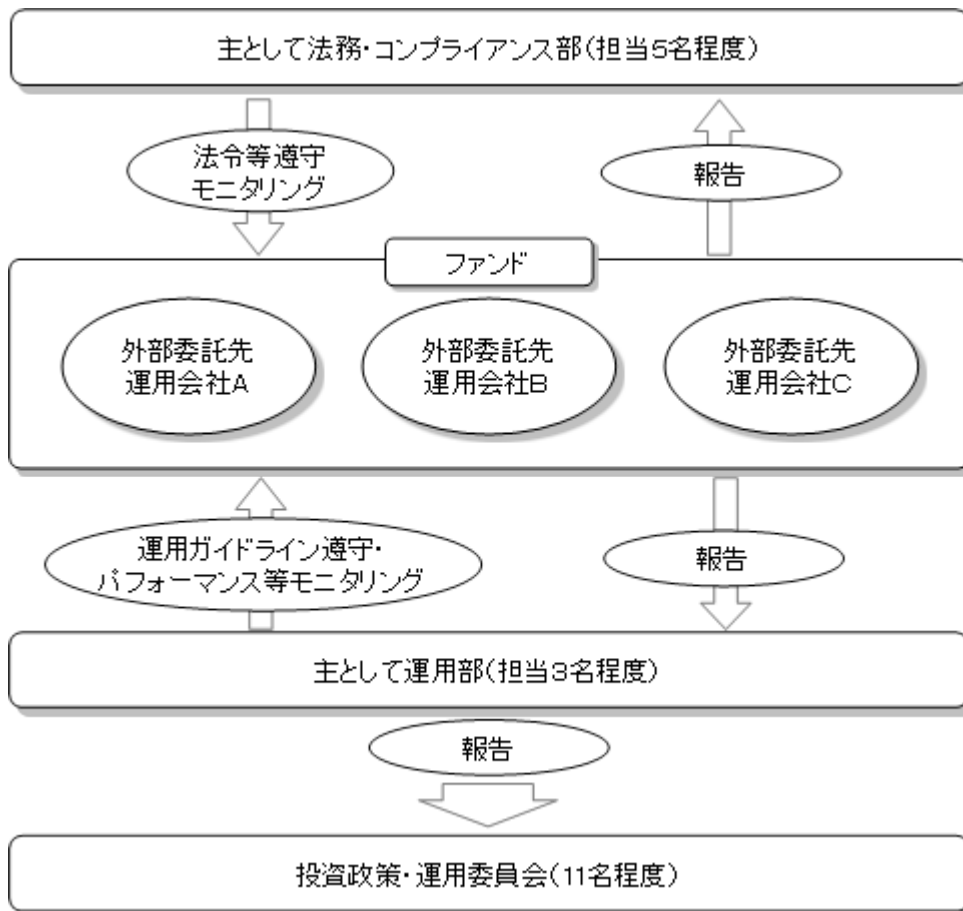 主として法務・コンプライアンス部(担当5名程度)
法令等遵守
モニタリング
報告
ファンド
外部委託先
運用会社A
外部委託先
運用会社B
外部委託先
運用会社C
運用ガイドライン遵守・
パフォーマンス等モニタリング
報告
主として運用部(担当3名程度)
報告
投資政策・運用委員会(11名程度)